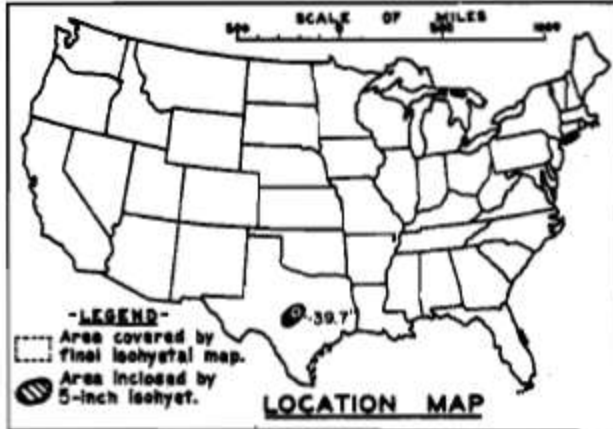 SCALE OF MILES
500 0 500 1000
39.7"
-LEGEND-
Area covered by
final isohyetal map.
Area inclosed by
5-inch isohyet.
LOCATION MAP